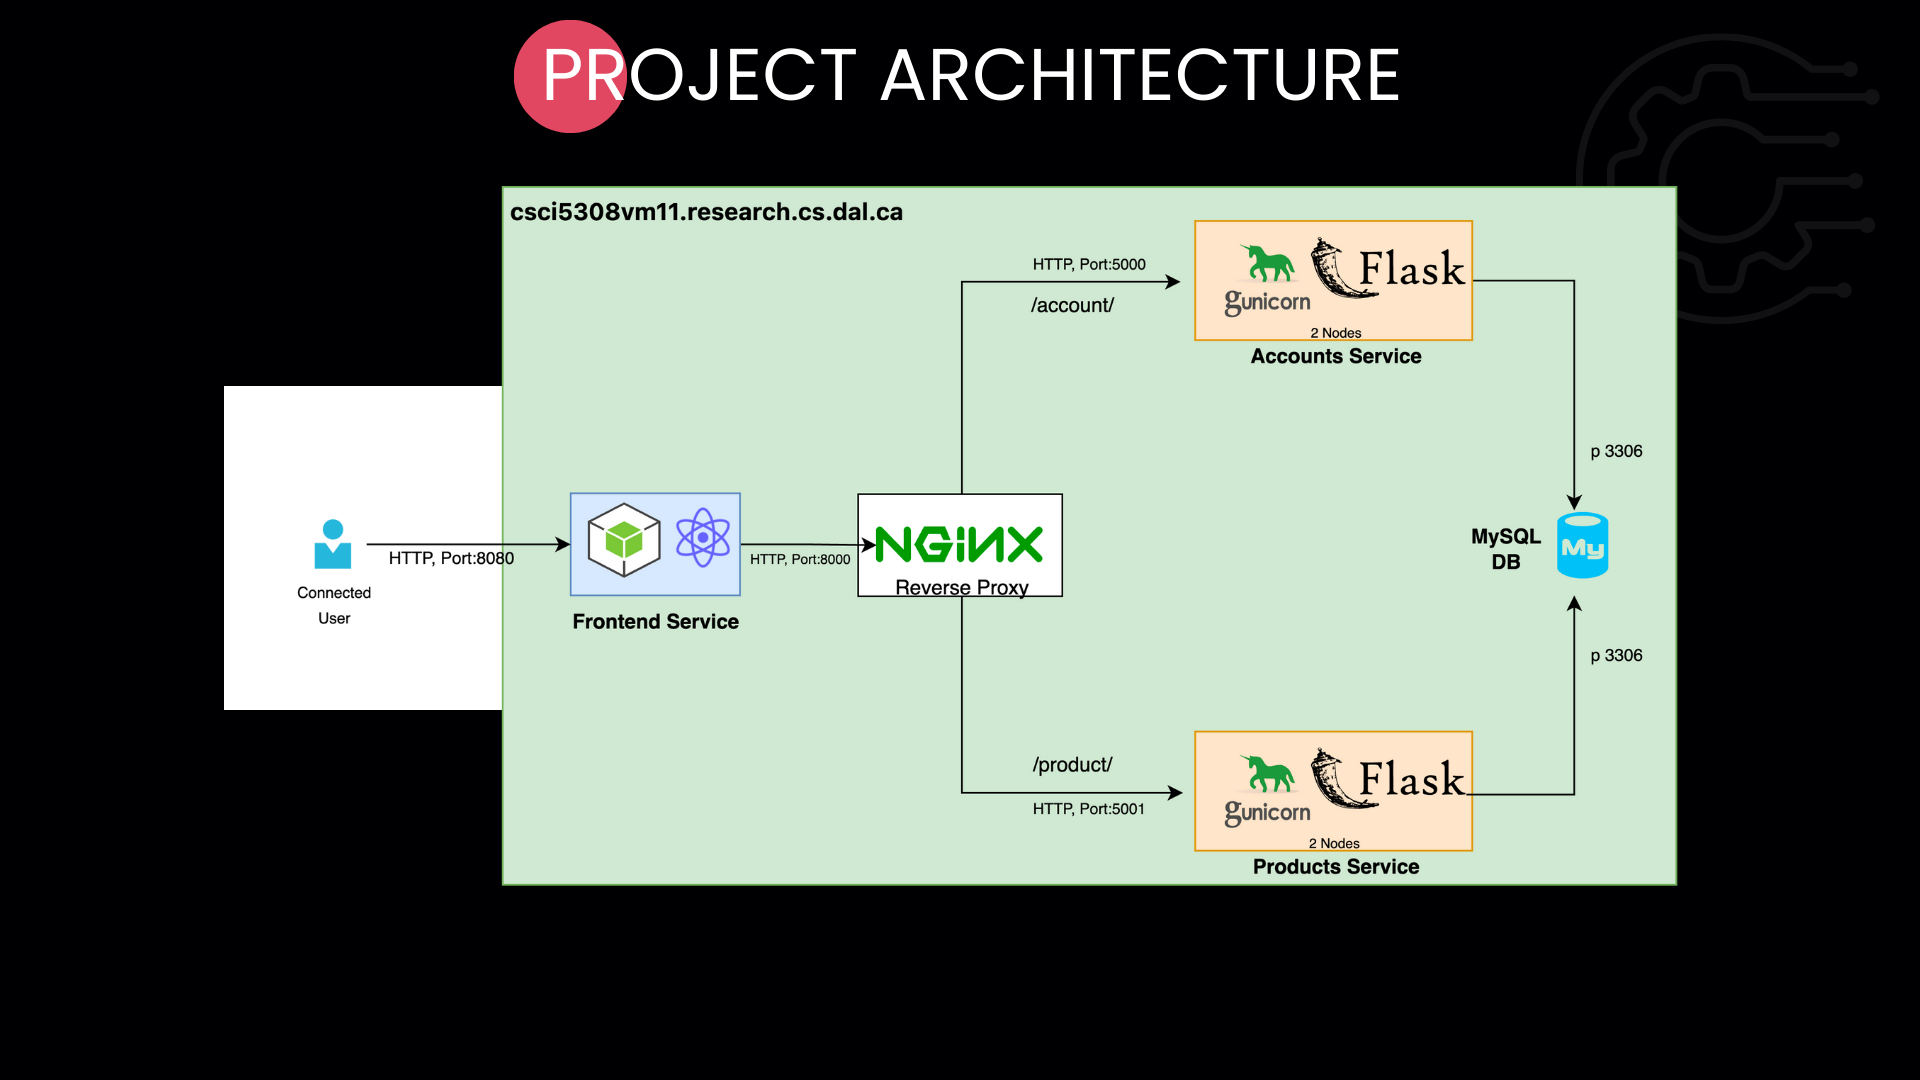 PROJECT ARCHITECTURE
csci5308vm11.research.cs.dal.ca
HTTP, Port:5000
/account/
gunicorn
Flask
2 Nodes
Accounts Service
p 3306
Connected
User
HTTP, Port:8080
Frontend Service
HTTP, Port:8000
NGINX
Reverse Proxy
MySQL
DB
My
p 3306
/product/
HTTP, Port:5001
gunicorn
Flask
2 Nodes
Products Service